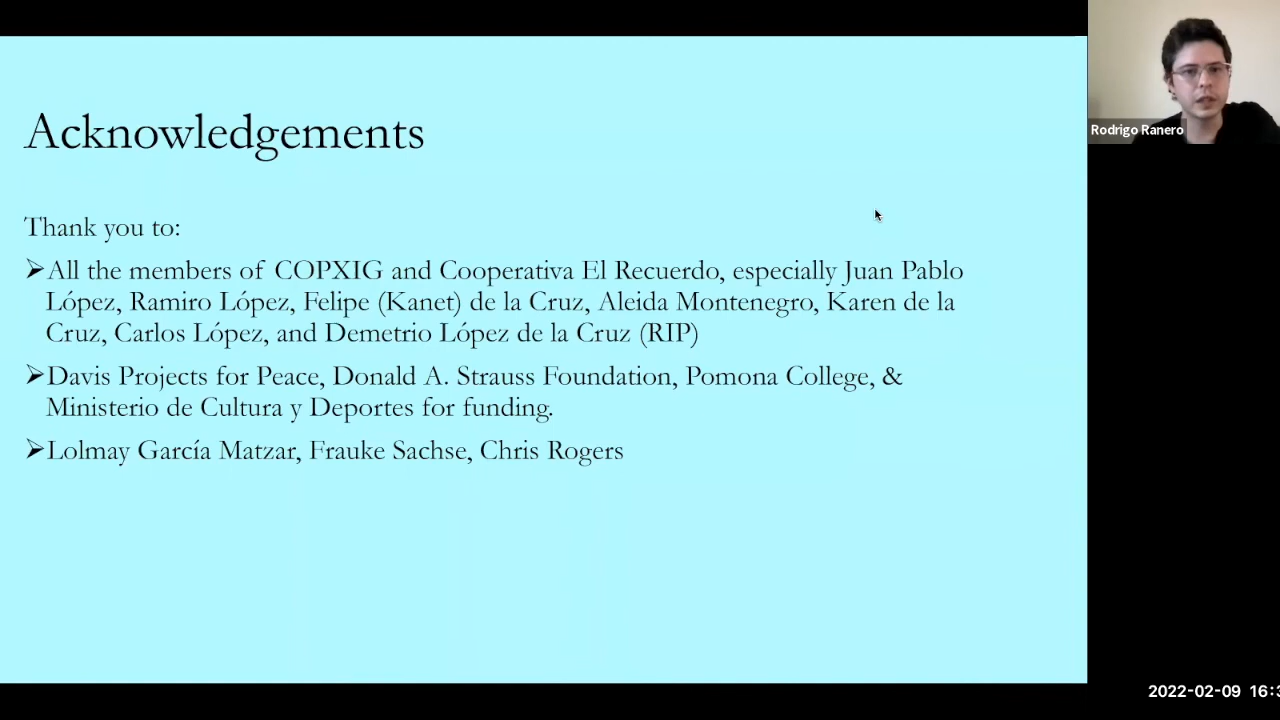 Acknowledgements
Thank you to:
➢All the members of COPXIG and Cooperativa El Recuerdo, especially Juan Pablo
López, Ramiro López, Felipe (Kanet) de la Cruz, Aleida Montenegro, Karen de la
Cruz, Carlos López, and Demetrio López de la Cruz (RIP)
➢Davis Projects for Peace, Donald A. Strauss Foundation, Pomona College, &
Ministerio de Cultura y Deportes for funding.
➢Lolmay García Matzar, Frauke Sachse, Chris Rogers
Rodrigo Ranero
2022-02-09